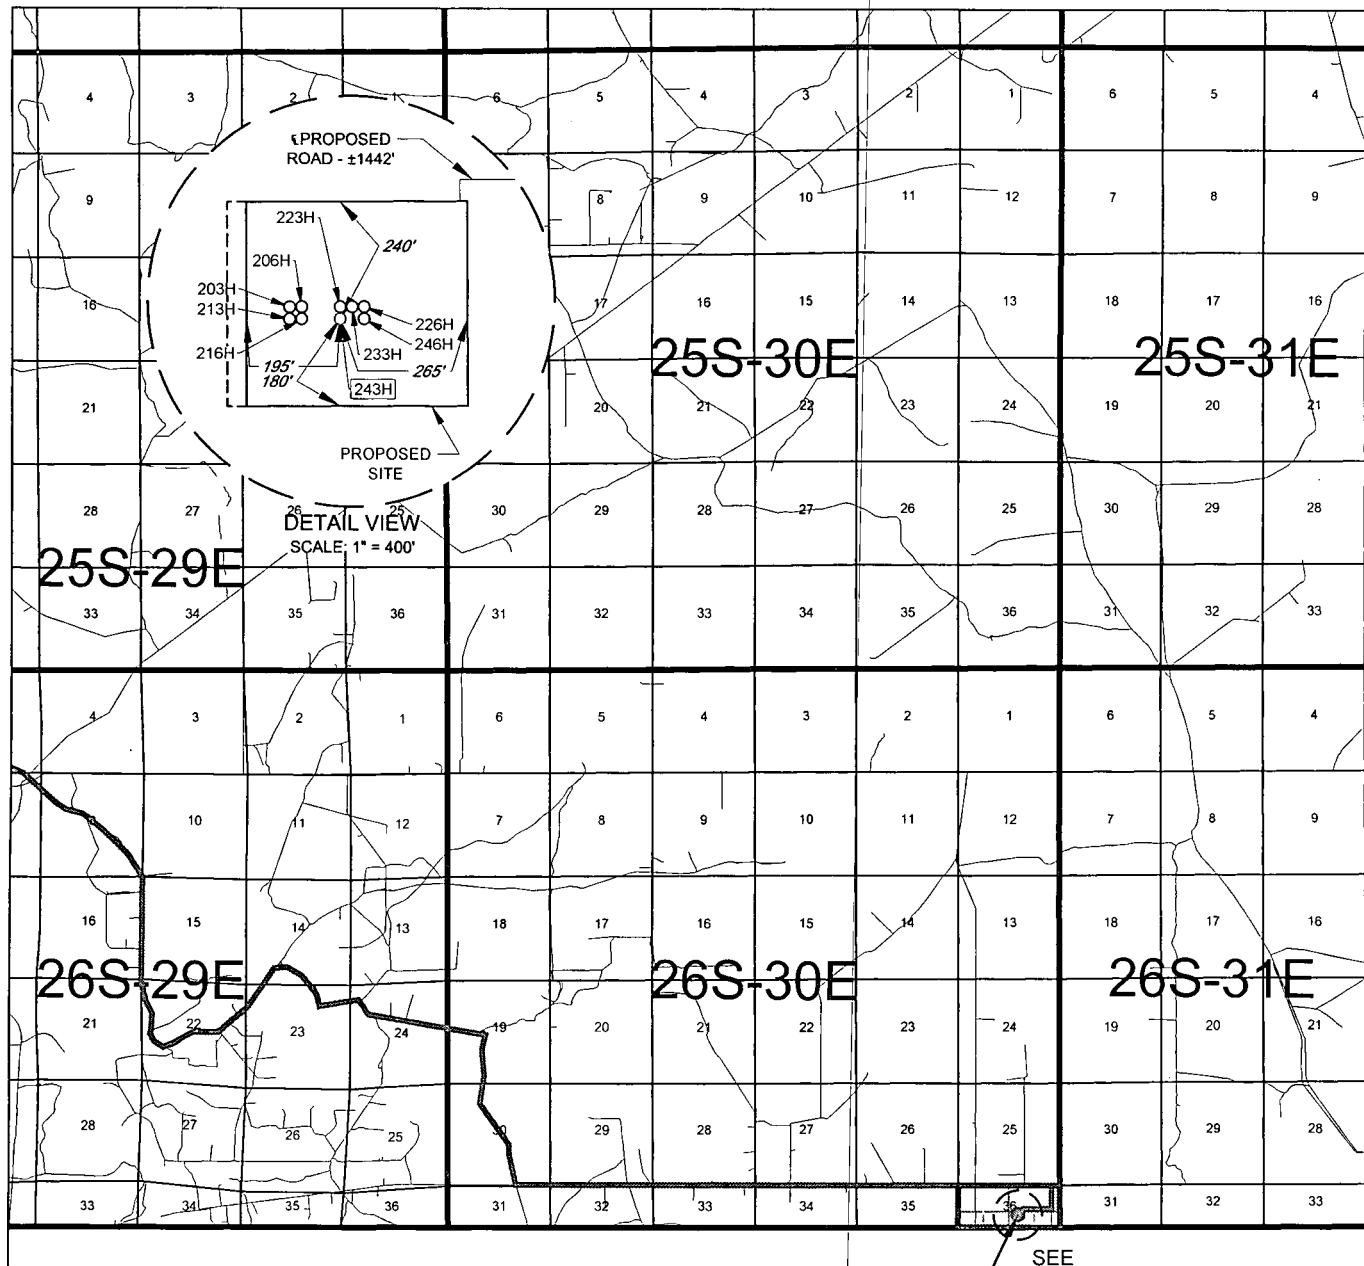 4 3 2 1 6 5 4 3 2 1 6 5 4
PROPOSED
ROAD - ±1442'
9 8 9 10 11 12 7 8 9
223H
240'
206H
203H
213H
16 17 16 15 14 13 18 17 16
226H
246H
233H
216H
195'
180'
265'
243H
25S-30E 25S-31E
21 20 21 22 23 24 19 20 21
PROPOSED
SITE
28 27 26 25 30 29 28 27 26 25 30 29 28
DETAIL VIEW
SCALE: 1" = 400'
25S-29E
33 34 35 36 31 32 33 34 35 36 31 32 33
4 3 2 1 6 5 4 3 2 1 6 5 4
10 11 12 7 8 9 10 11 12 7 8 9
16 15 14 13 18 17 16 15 14 13 18 17 16
26S-29E 26S-30E 26S-31E
21 22 23 24 19 20 21 22 23 24 19 20 21
28 27 26 25 30 29 28 27 26 25 30 29 28
33 34 35 36 31 32 33 34 35 36 31 32 33
SEE